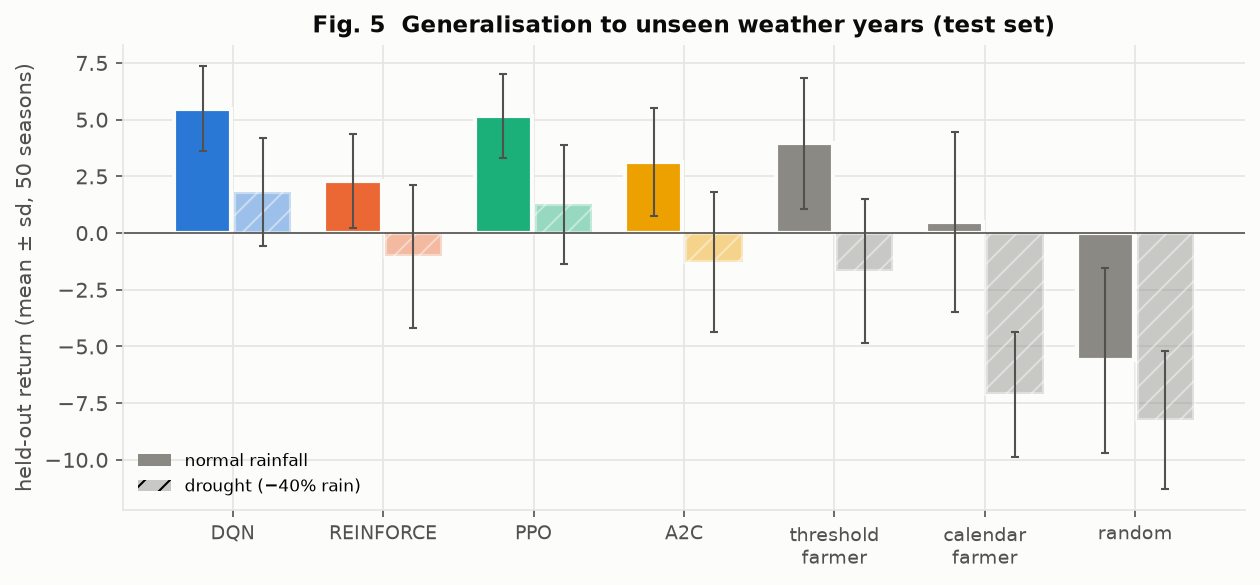 Fig. 5  Generalisation to unseen weather years (test set)
held-out return (mean ± sd, 50 seasons)
7.5
5.0
2.5
0.0
−2.5
−5.0
−7.5
−10.0
normal rainfall
drought (−40% rain)
DQN
REINFORCE
PPO
A2C
threshold
farmer
calendar
farmer
random